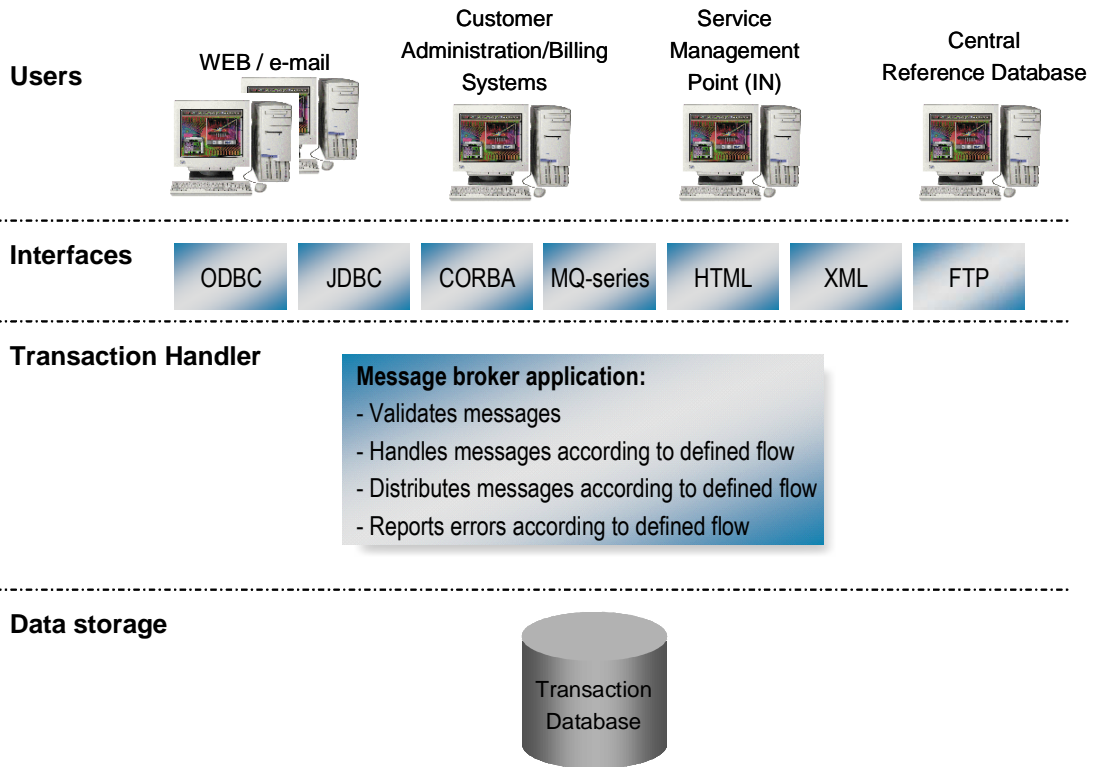 Users
WEB / e-mail
Customer
Administration/Billing
Systems
Service
Management
Point (IN)
Central
Reference Database
Interfaces
ODBC
JDBC
CORBA
MQ-series
HTML
XML
FTP
Transaction Handler
Message broker application:
- Validates messages
- Handles messages according to defined flow
- Distributes messages according to defined flow
- Reports errors according to defined flow
Data storage
Transaction
Database